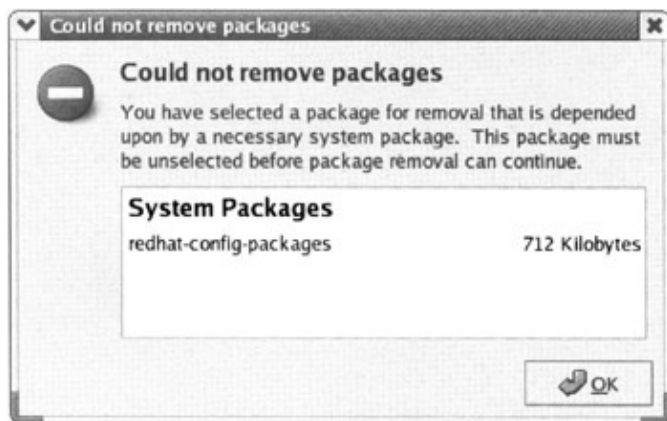 Could not remove packages
Could not remove packages
You have selected a package for removal that is depended
upon by a necessary system package. This package must
be unselected before package removal can continue.
System Packages
redhat-config-packages 712 Kilobytes
OK